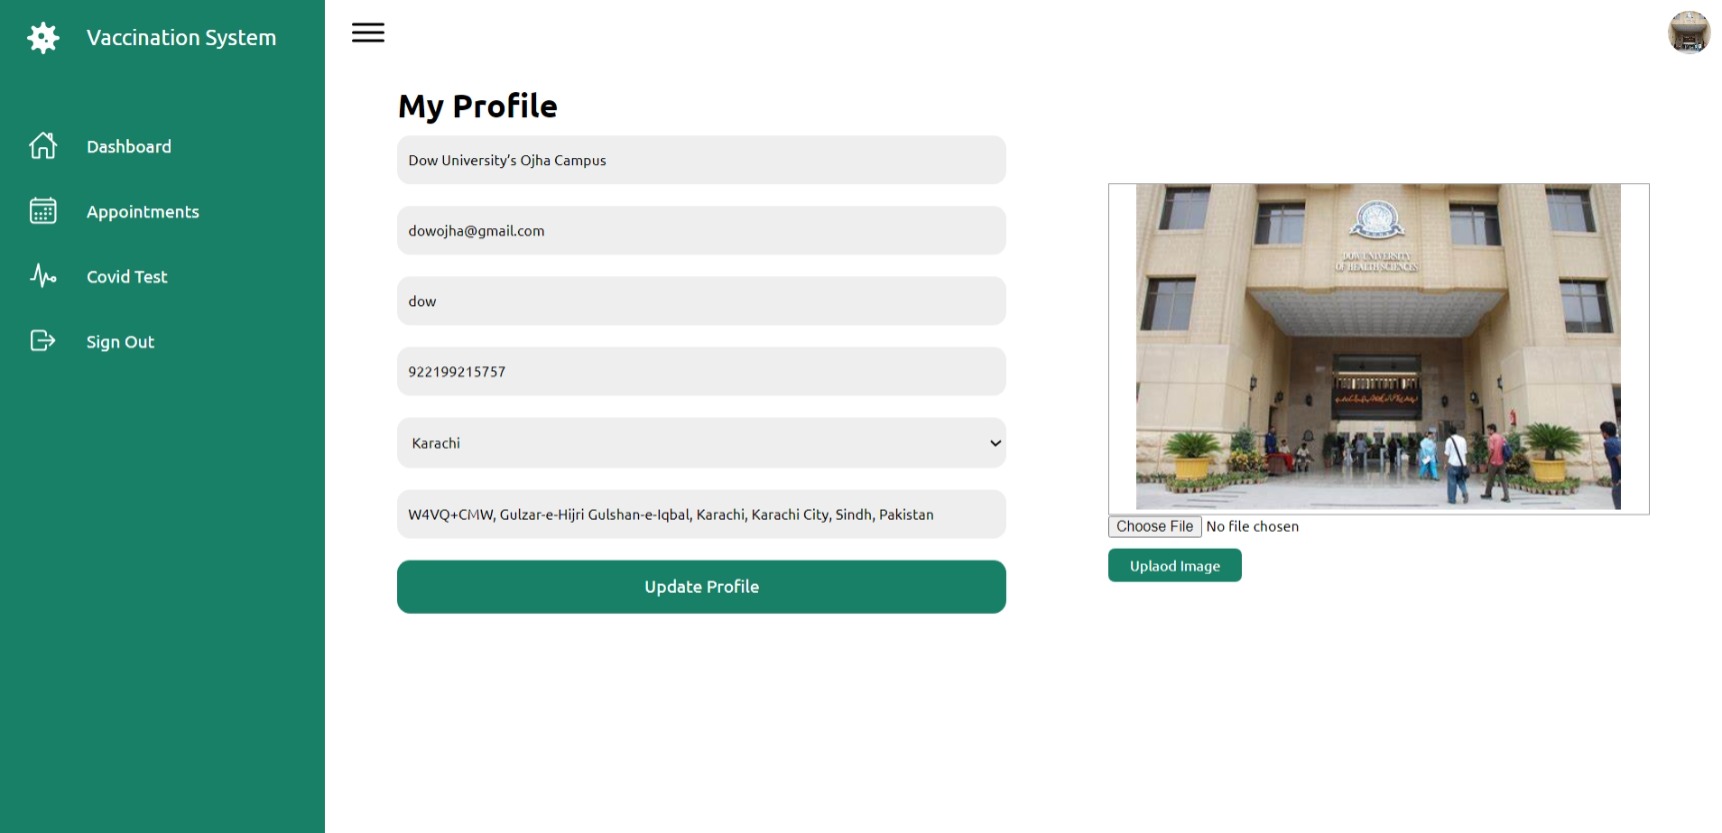 Vaccination System
Dashboard
Appointments
Covid Test
Sign Out
My Profile
Dow University’s Ojha Campus
dowojha@gmail.com
dow
922199215757
Karachi
W4VQ+CMW, Gulzar-e-Hijri Gulshan-e-Iqbal, Karachi, Karachi City, Sindh, Pakistan
Update Profile
DOW UNIVERSITY
OF HEALTH SCIENCES
Choose File No file chosen
Uplaod Image